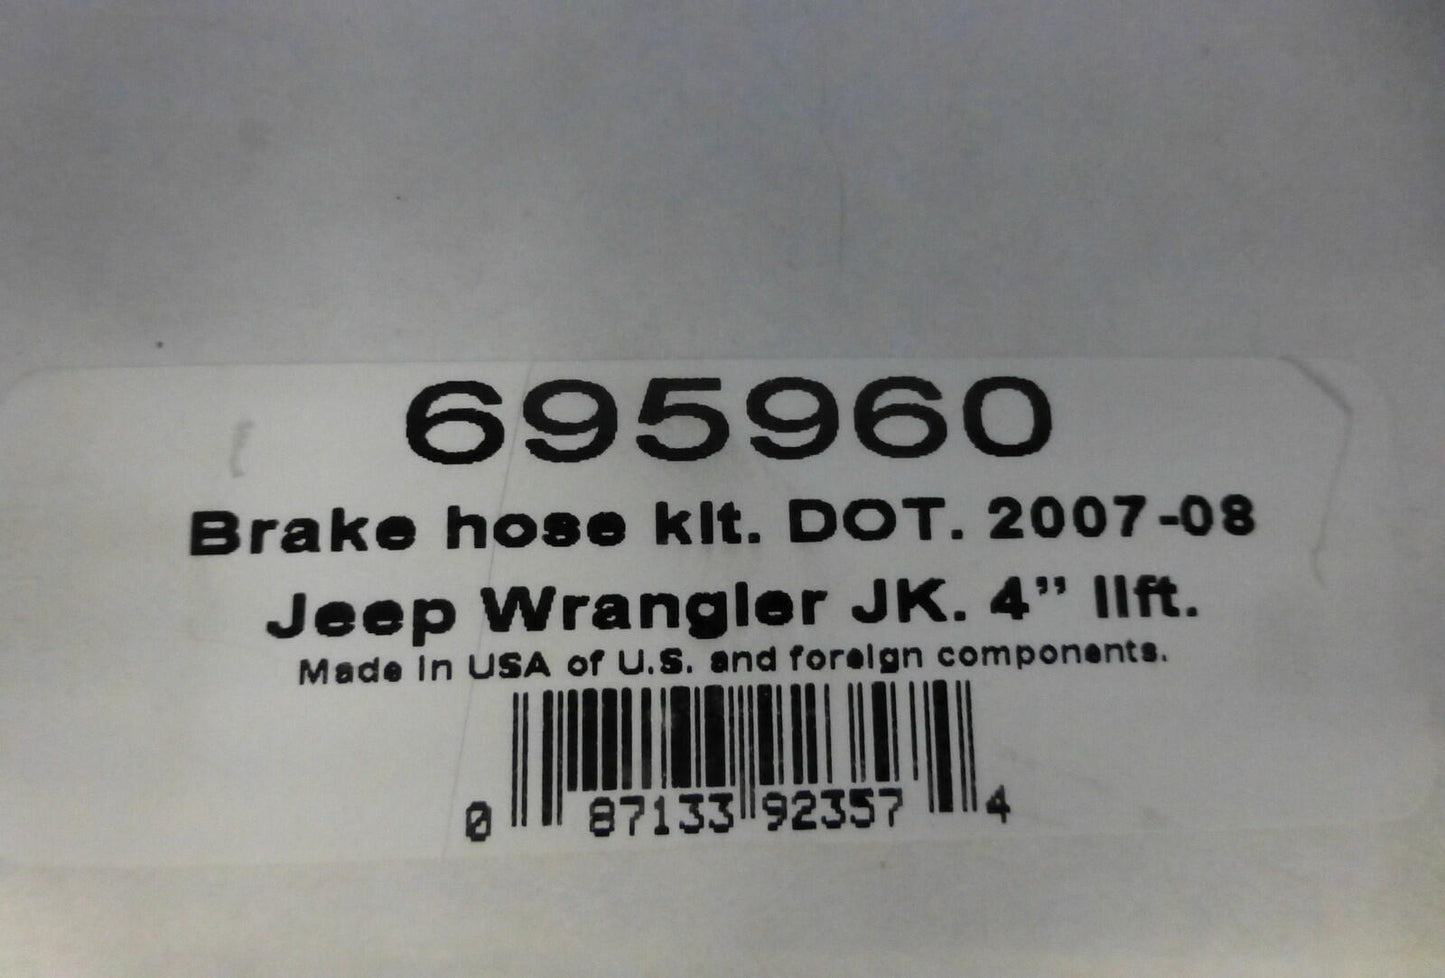 695960
Brake hose kit. DOT. 2007-08
Jeep Wrangler JK. 4” lift.
Made in USA of U.S. and foreign components.
0 87133 92357 4